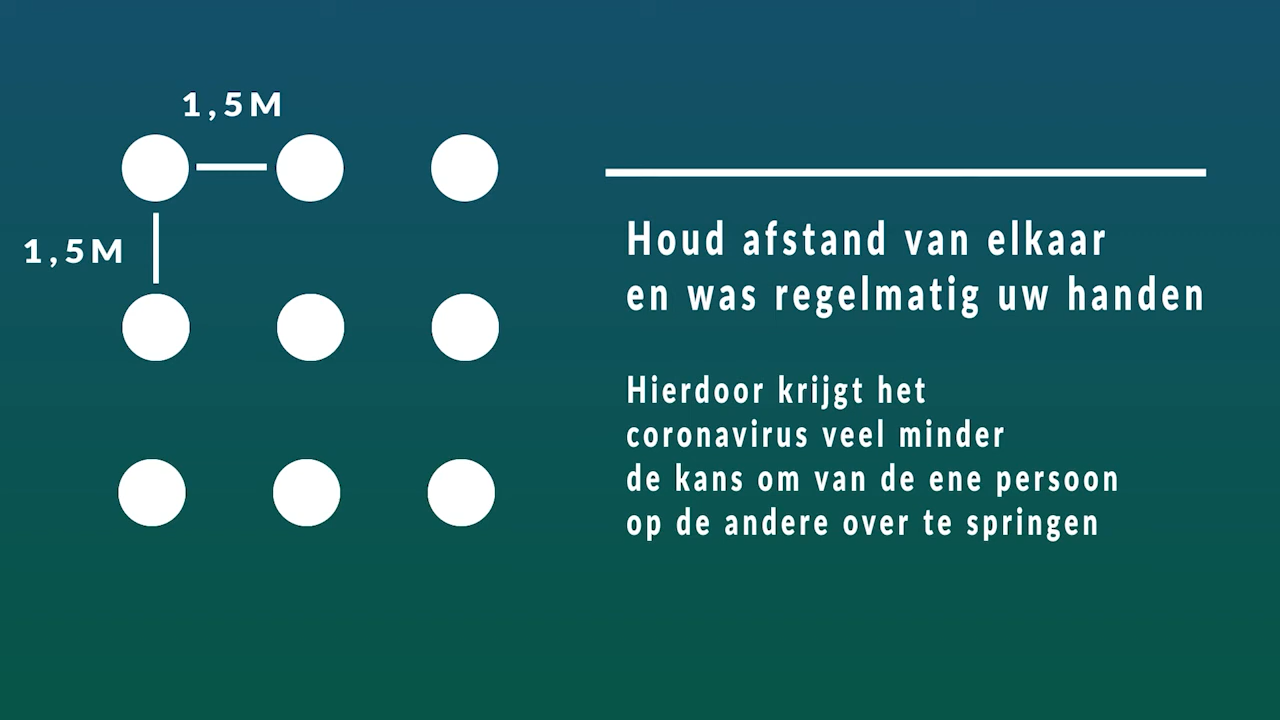 1,5M
1,5M
Houd afstand van elkaar
en was regelmatig uw handen
Hierdoor krijgt het
coronavirus veel minder
de kans om van de ene persoon
op de andere over te springen